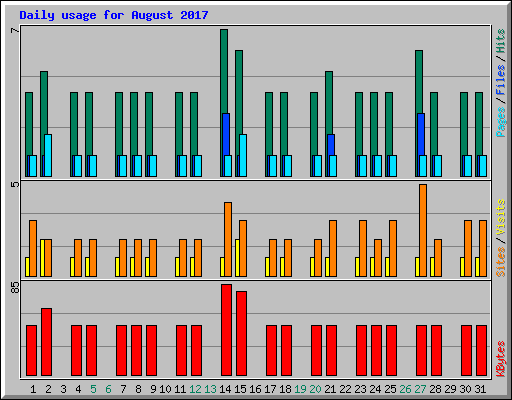 Daily usage for August 2017
7
Pages/Files/Hits
5
Sites/Visits
85
KBytes
1 2 3 4 5 6 7 8 9 10 11 12 13 14 15 16 17 18 19 20 21 22 23 24 25 26 27 28 29 30 31